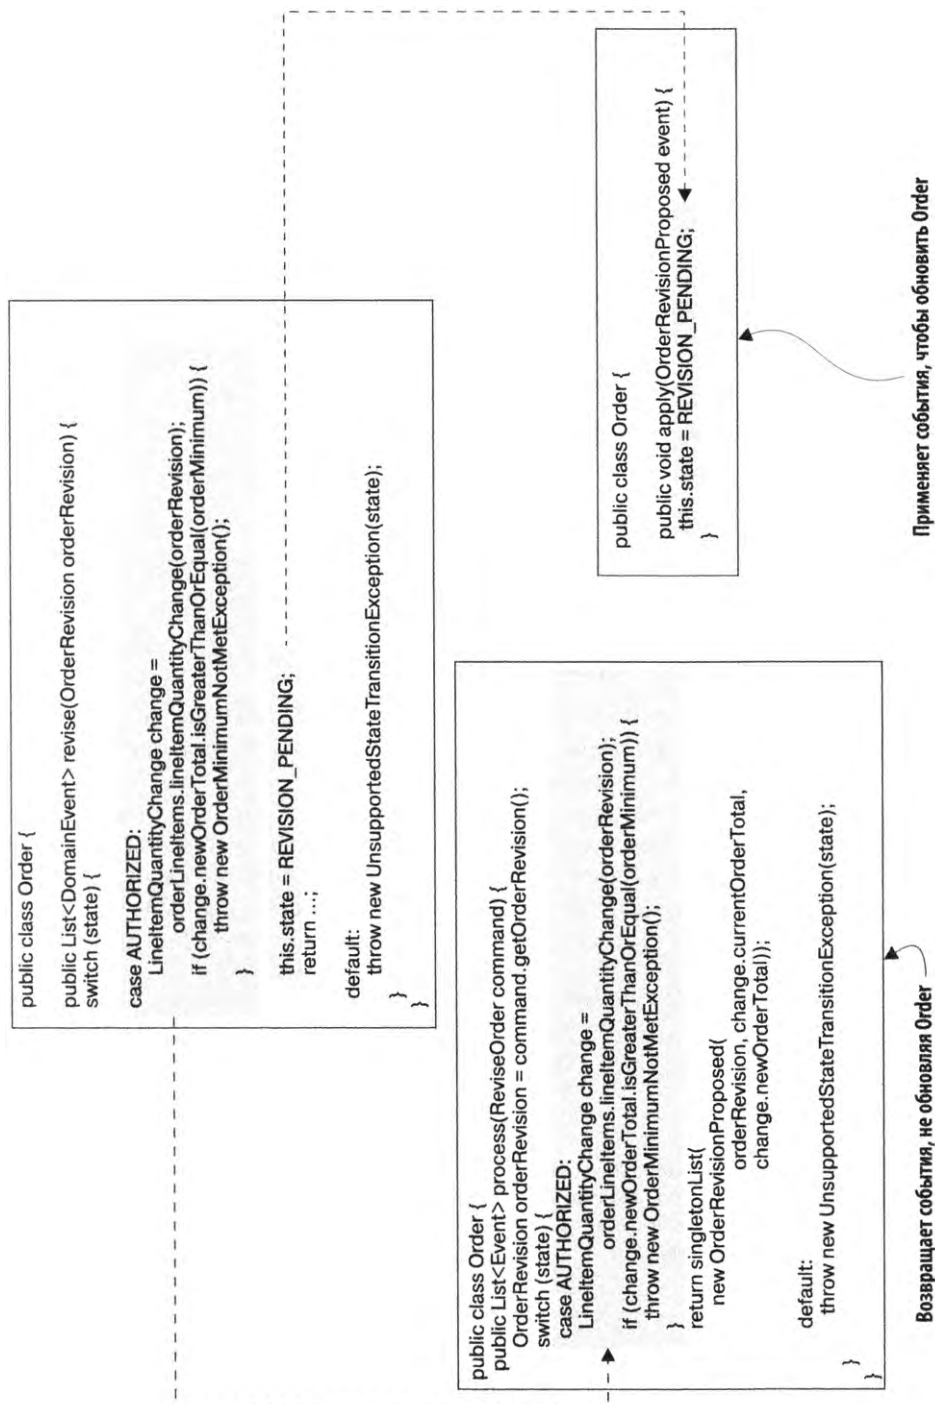 public class Order {
public List<DomainEvent> revise(OrderRevision orderRevision) {
switch (state) {
case AUTHORIZED:
LineItemQuantityChange change =
orderLineItems.lineItemQuantityChange(orderRevision);
if (change.newOrderTotal.isGreaterThanOrEqual(orderMinimum)) {
throw new OrderMinimumNotMetException();
}
this.state = REVISION_PENDING;
return ...;
default:
throw new UnsupportedStateTransitionException(state);
}
}
public class Order {
public List<Event> process(ReviseOrder command) {
OrderRevision orderRevision = command.getOrderRevision();
switch (state) {
case AUTHORIZED:
LineItemQuantityChange change =
orderLineItems.lineItemQuantityChange(orderRevision);
if (change.newOrderTotal.isGreaterThanOrEqual(orderMinimum)) {
throw new OrderMinimumNotMetException();
}
return singletonList(
new OrderRevisionProposed(
orderRevision, change.currentOrderTotal,
change.newOrderTotal));
default:
throw new UnsupportedStateTransitionException(state);
}
}
Возвращает события, не обновляя Order
public class Order {
public void apply(OrderRevisionProposed event) {
this.state = REVISION_PENDING;
}
Применяет события, чтобы обновить Order